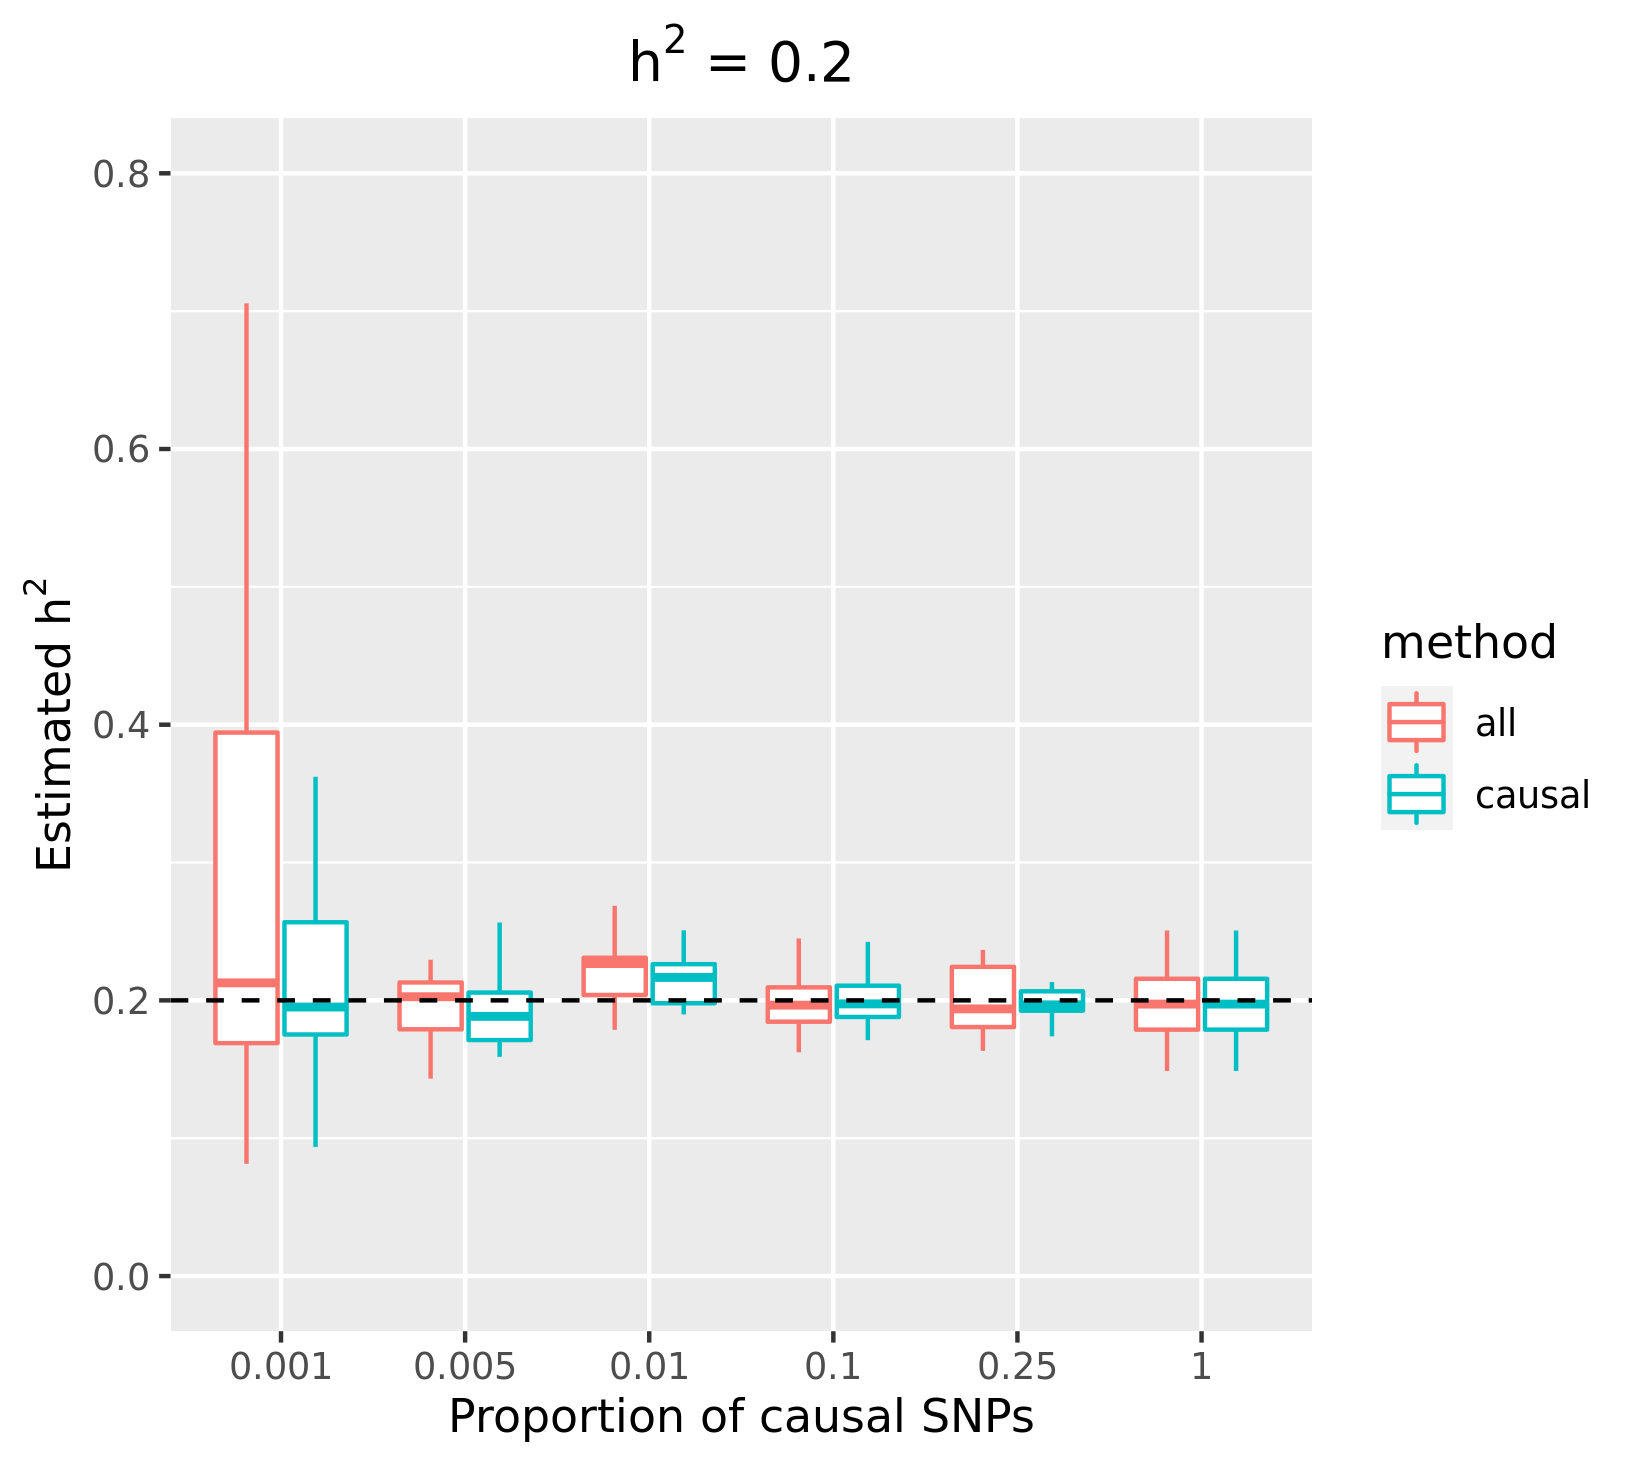 h² = 0.2
0.8
0.6
0.4
0.2
0.0
Estimated h²
0.001 0.005 0.01 0.1 0.25 1
Proportion of causal SNPs
method
all
causal